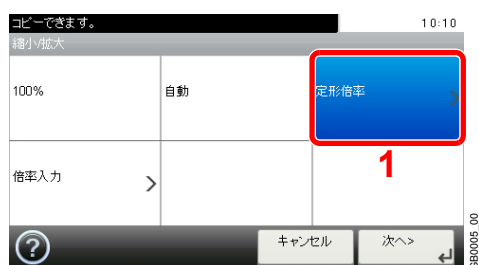 コピーできます。 10:10
縮小/拡大
100% 自動 定形倍率
1
倍率入力
キャンセル 次へ>
GB0005_00